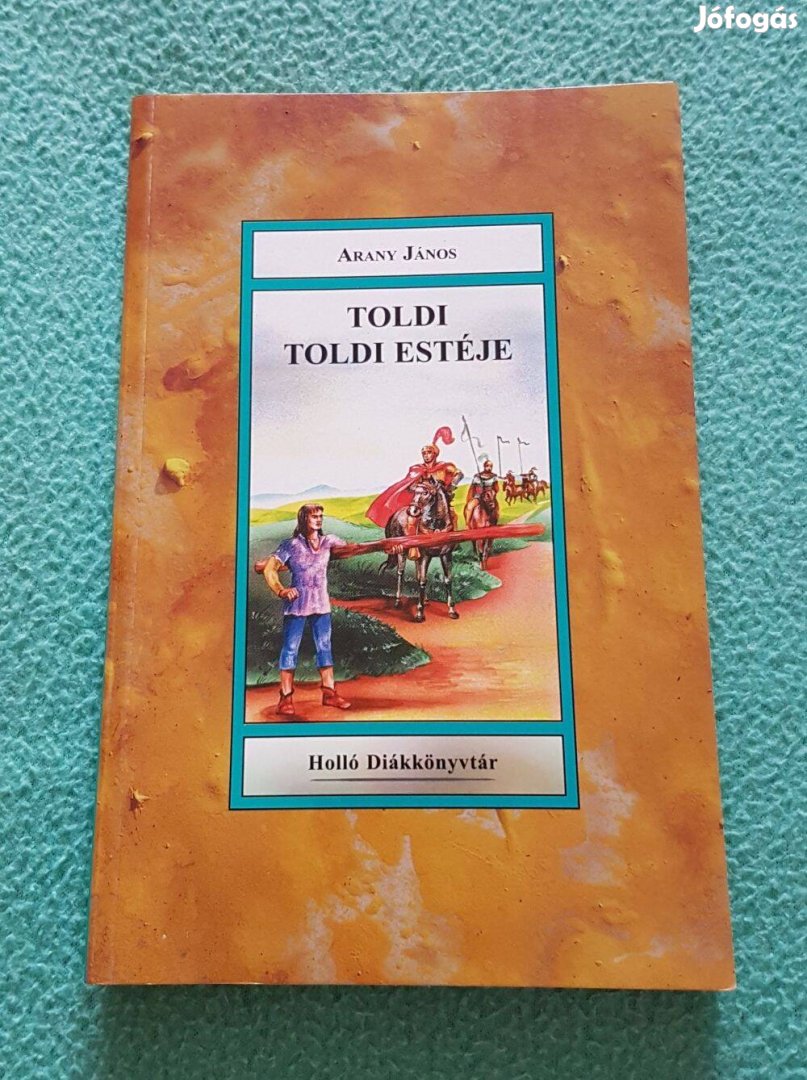 Jófogás
ARANY JÁNOS
TOLDI
TOLDI ESTÉJE
Holló Diákkönyvtár